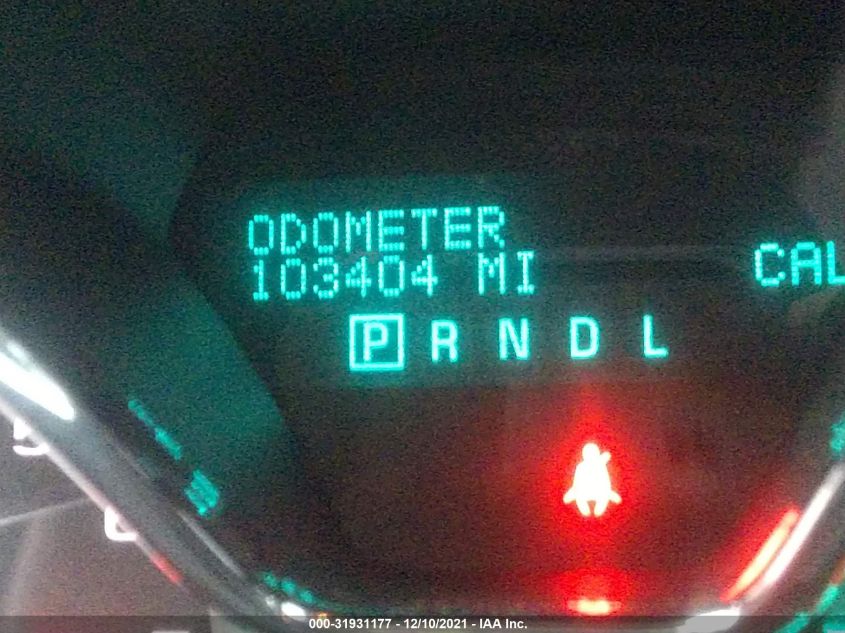 ODOMETER
103404 MI
CAL
P R N D L
000-31931177 - 12/10/2021 - IAA Inc.